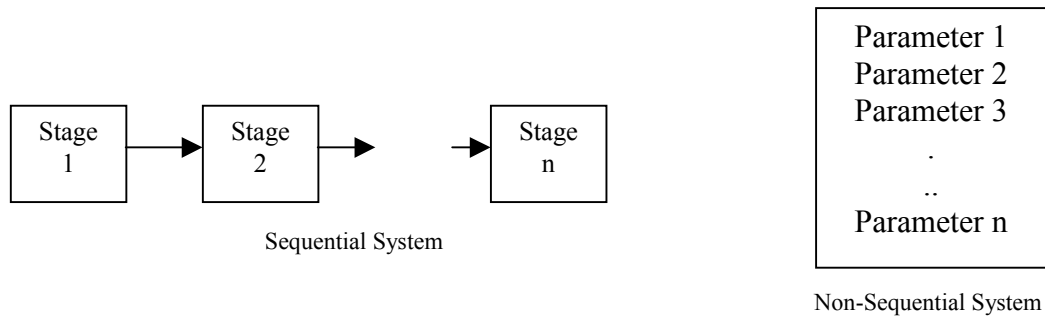 Stage
1
Stage
2
Stage
n
Sequential System
Parameter 1
Parameter 2
Parameter 3
.
..
Parameter n
Non-Sequential System